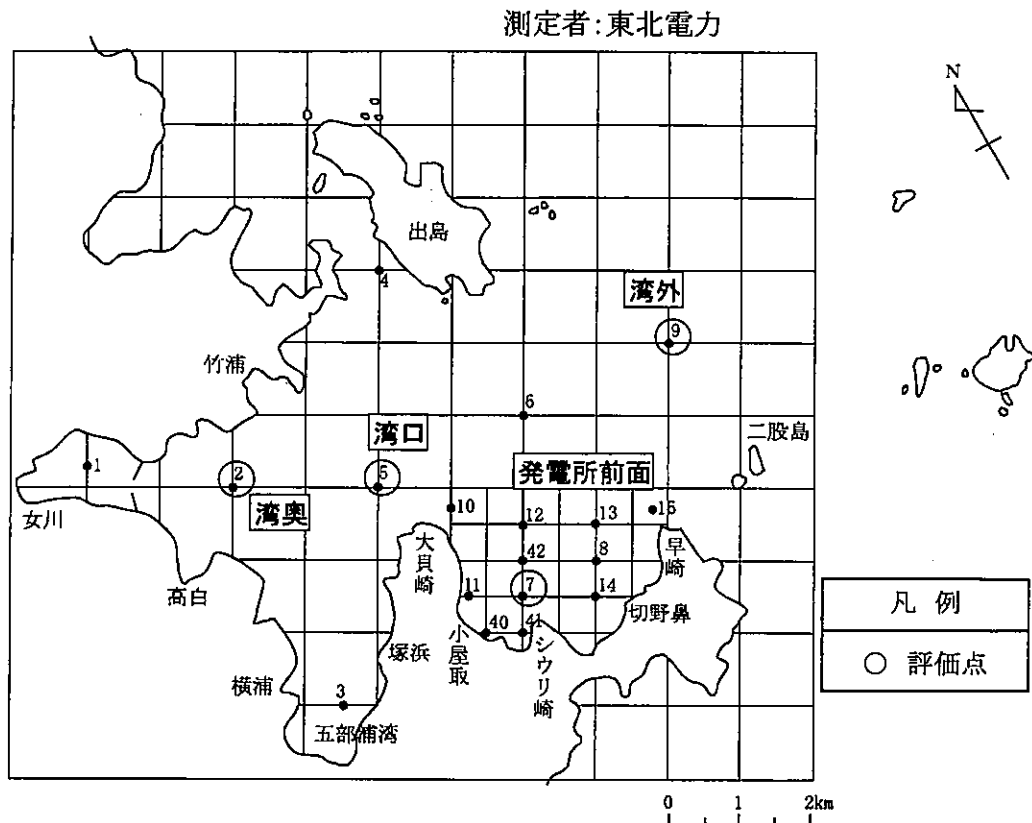 測定者:東北電力
N
出島
4
湾外
9
竹浦
6
湾口
二股島
発電所前面
1
2
5
湾奥
10
12
13
15
女川
大貝崎
42
8
早崎
高白
11
7
14
切野鼻
凡 例
40
41
小屋取
シウリ崎
塚浜
○ 評価点
横浦
3
五部浦湾
0 1 2km